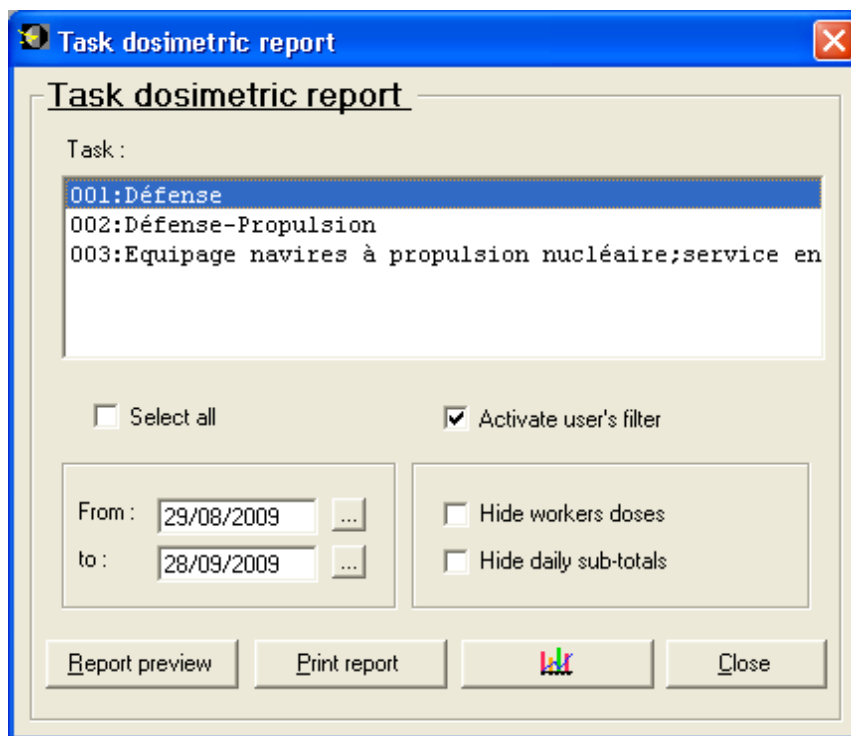 Task dosimetric report
Task dosimetric report
Task :
001:Défense
002:Défense-Propulsion
003:Equipage navires à propulsion nucléaire;service en
Select all
Activate user's filter
From : 29/08/2009 ...
to : 28/09/2009 ...
Hide workers doses
Hide daily sub-totals
Report preview Print report Close